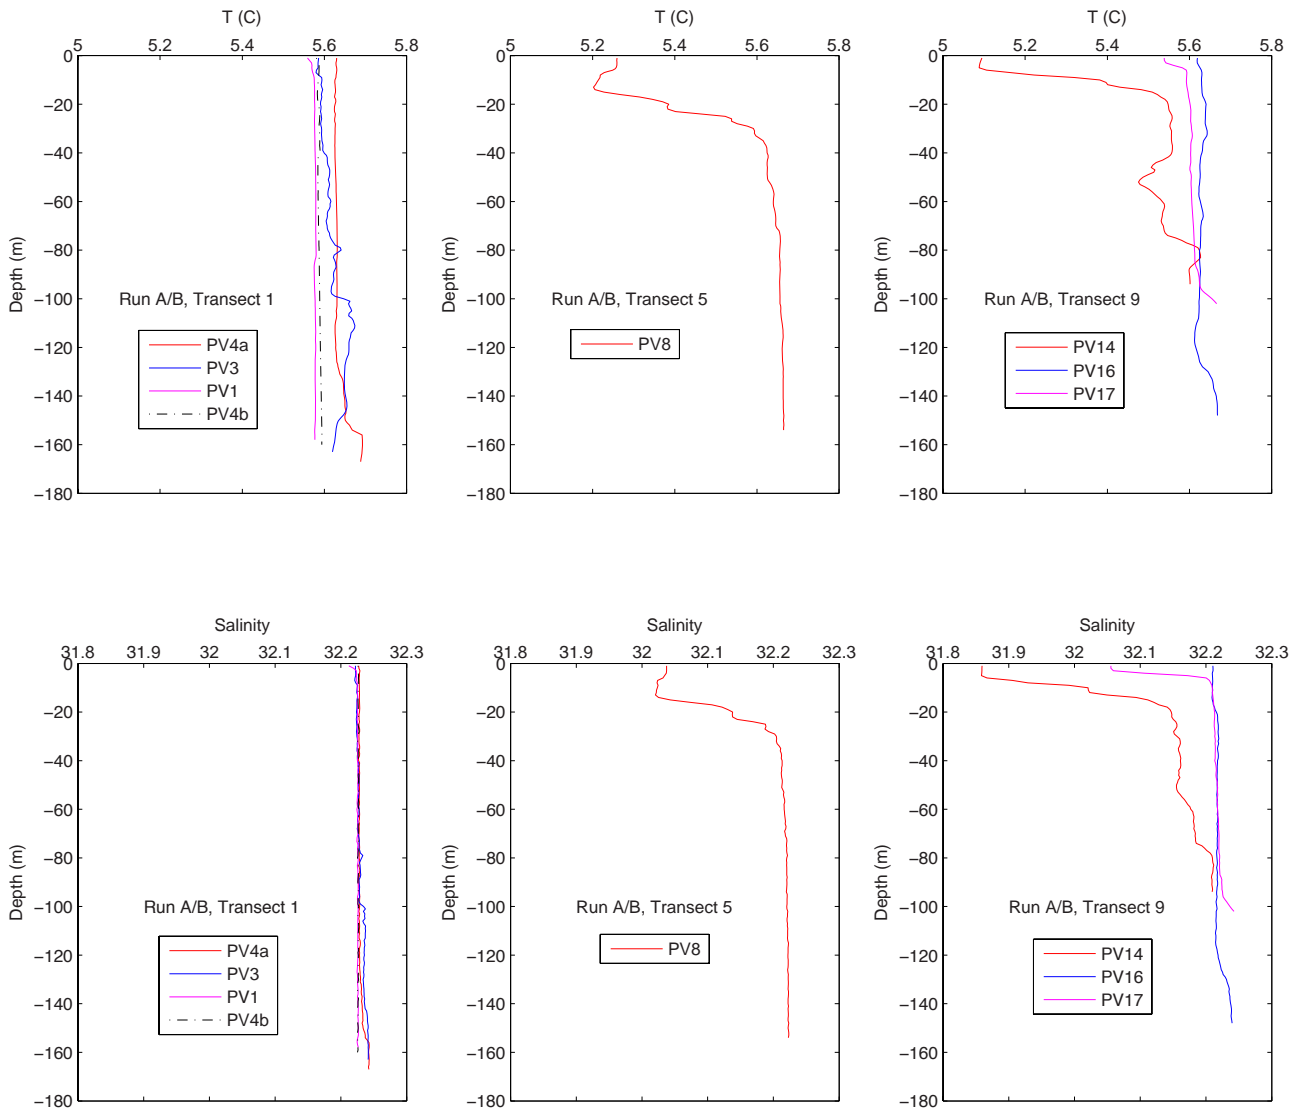 T (C)
5 5.2 5.4 5.6 5.8
0
−20
−40
−60
−80
−100
−120
−140
−160
−180
Depth (m)
Run A/B, Transect 1
PV4a
PV3
PV1
PV4b
T (C)
5 5.2 5.4 5.5 5.6 5.8
0
−20
−40
−60
−80
−100
−120
−140
−160
−180
Run A/B, Transect 5
PV8
T (C)
5 5.2 5.4 5.6 5.8
0
−20
−40
−60
−80
−100
−120
−140
−160
−180
Depth (m)
Run A/B, Transect 9
PV14
PV16
PV17
Salinity
31.8 31.9 32 32.1 32.2 32.3
0
−20
−40
−60
−80
−100
−120
−140
−160
−180
Depth (m)
Run A/B, Transect 1
PV4a
PV3
PV1
PV4b
Salinity
31.8 31.9 32 32.1 32.2 32.3
0
−20
−40
−60
−80
−100
−120
−140
−160
−180
Run A/B, Transect 5
PV8
Salinity
31.8 31.9 32 32.1 32.2 32.3
0
−20
−40
−60
−80
−100
−120
−140
−160
−180
Depth (m)
Run A/B, Transect 9
PV14
PV16
PV17